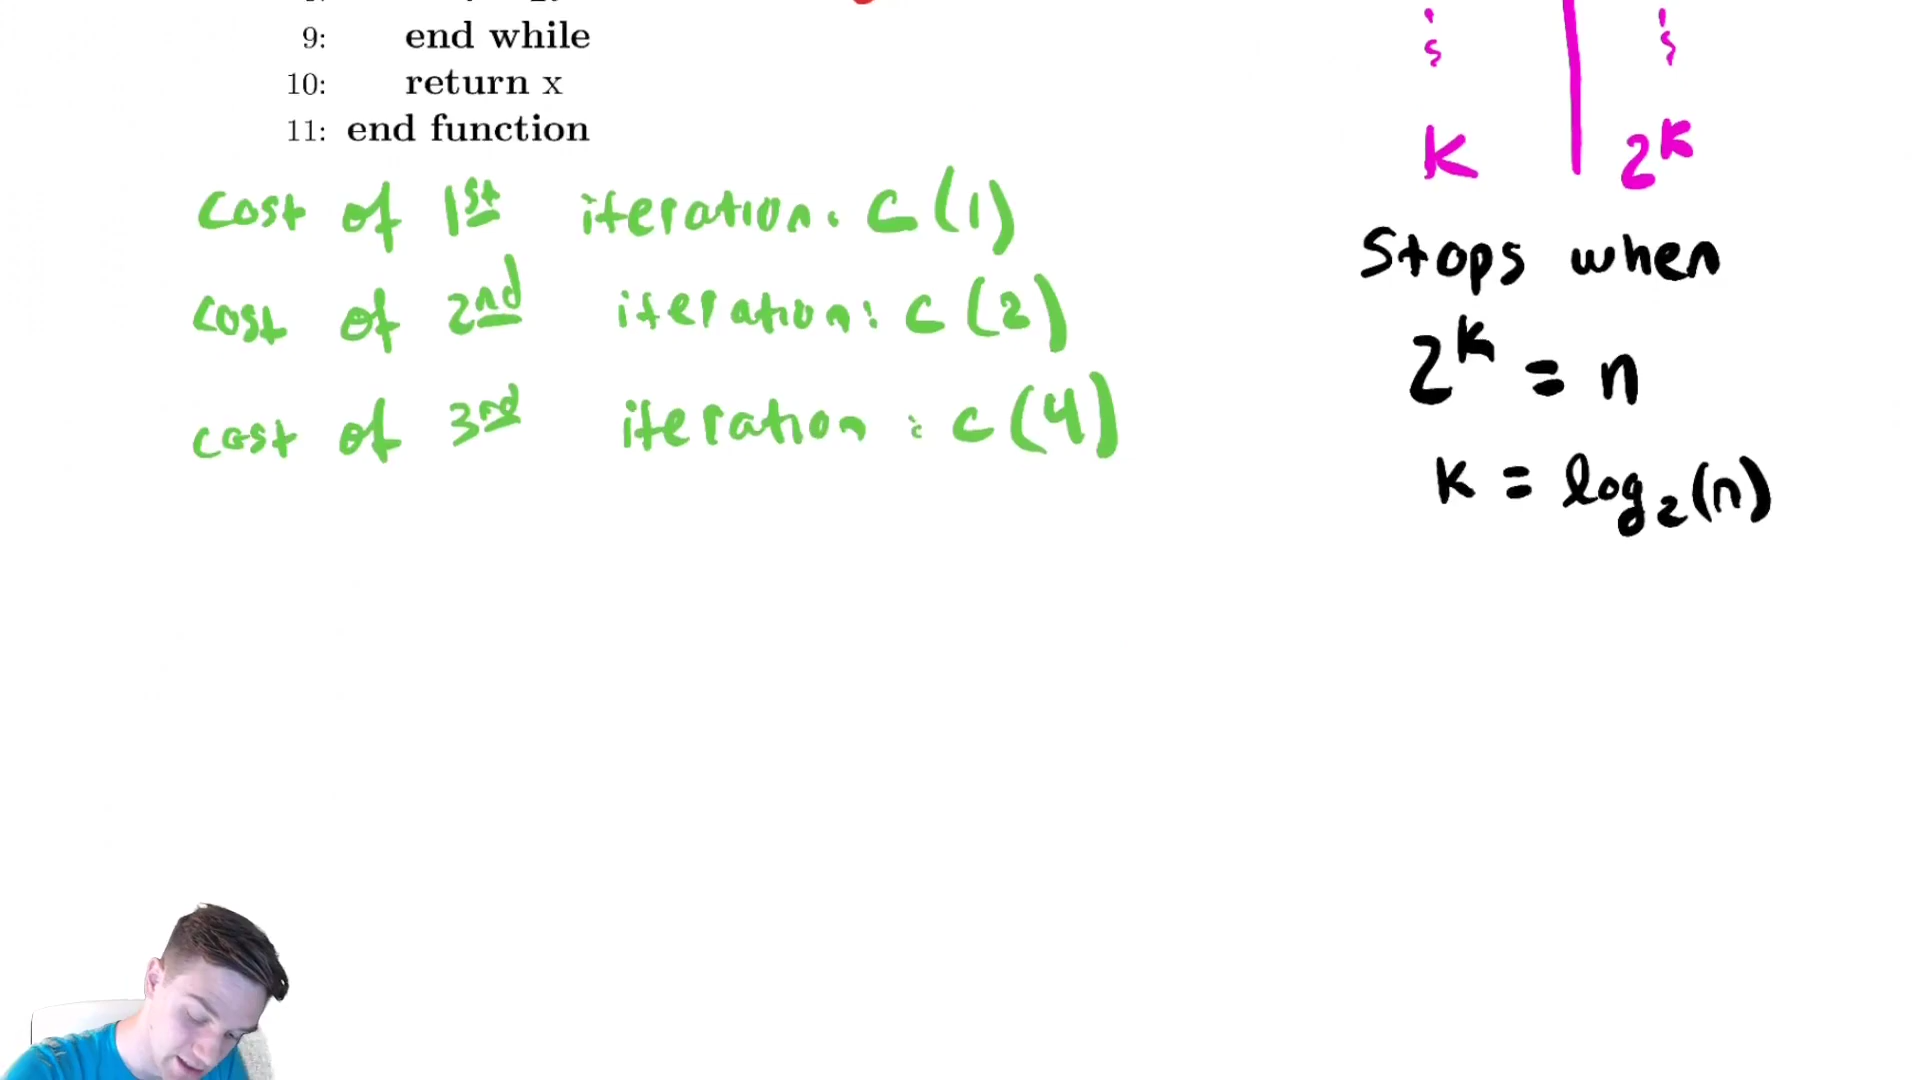 9: end while
10: return x
11: end function
cost of 1st iteration: c(1)
cost of 2nd iteration: c(2)
cost of 3rd iteration: c(4)
K 2^K
Stops when
2^K = n
K = log_2(n)